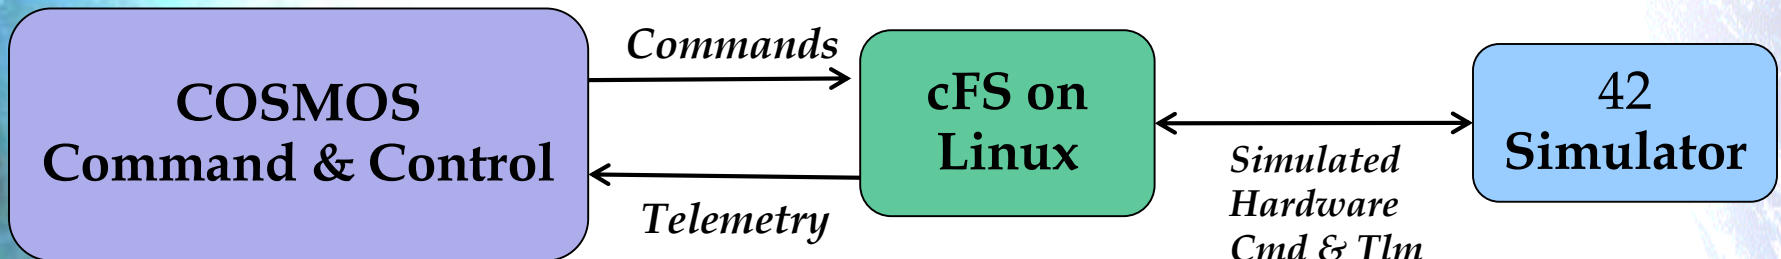 COSMOS
Command & Control
Commands
Telemetry
cFS on
Linux
Simulated
Hardware
Cmd & Tlm
42
Simulator